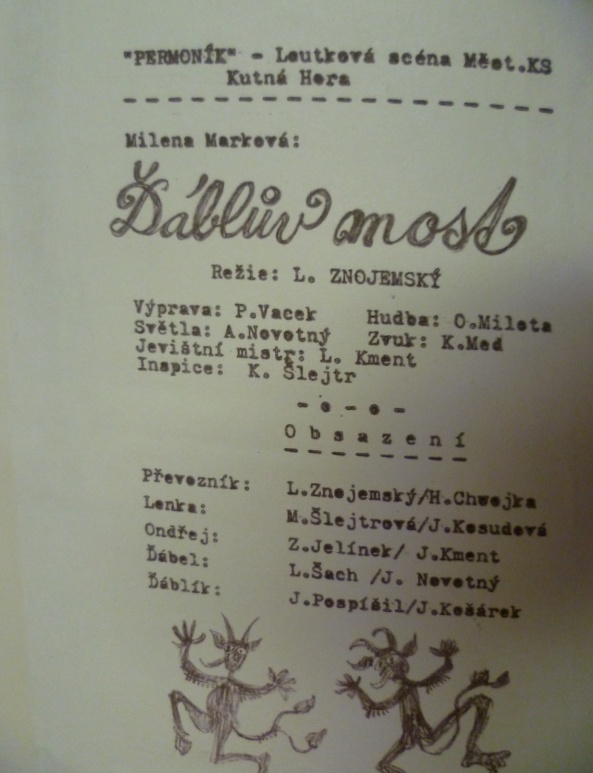 "PERMONÍK" - Loutková scéna Měst.KS
Kutná Hora
Milena Marková:
Ďáblův most
Režie: L. ZNOJEMSKÝ
Výprava: P.Vacek Hudba: O.Mileta
Světla: A.Novotný Zvuk: K.Med
Jevištní mistr: L. Kment
Inspice: K. Šlejtr
- o - o -
O b s a z e n í
Převozník: L.Znojemský/H.Chwojka
Lenka: M.Šlejtrová/J.Kosudová
Ondřej: Z.Jelínek/ J.Kment
Ďábel: L.Šach /J. Novotný
Ďáblík: J.Pospíšil/J.Košárek